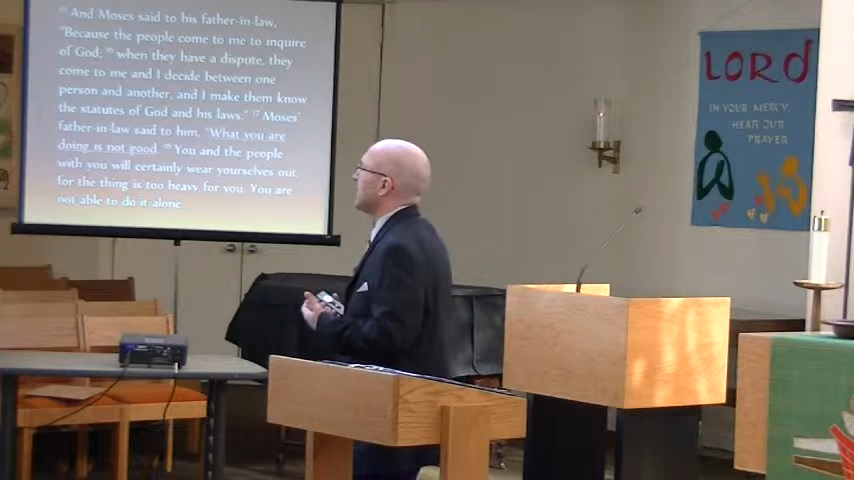 15 And Moses said to his father-in-law,
"Because the people come to me to inquire
of God; 16 when they have a dispute, they
come to me and I decide between one
person and another, and I make them know
the statutes of God and his laws." 17 Moses'
father-in-law said to him, "What you are
doing is not good. 18 You and the people
with you will certainly wear yourselves out,
for the thing is too heavy for you. You are
not able to do it alone.
LORD
IN YOUR MERCY,
HEAR OUR
PRAYER